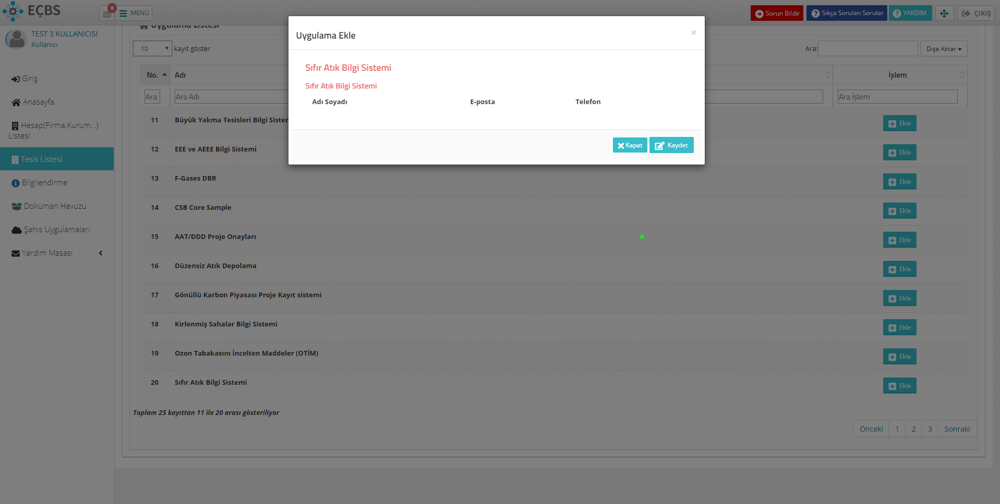 EÇBS
0
MENÜ
Sorun Bildir
Sıkça Sorulan Sorular
YARDIM
ÇIKIŞ
TEST 3 KULLANICISI
Kullanıcı
Giriş
Anasayfa
Hesap(Firma,Kurum...)
Listesi
Tesis Listesi
Bilgilendirme
Doküman Havuzu
Şahıs Uygulamaları
Yardım Masası
Uygulama Listesi
10 kayıt göster
Ara:
Dışa Aktar
Uygulama Ekle
×
Sıfır Atık Bilgi Sistemi
Sıfır Atık Bilgi Sistemi
Adı Soyadı E-posta Telefon
Kapat Kaydet
No. Adı İşlem
Ara Ara Adı Ara İşlem
11 Büyük Yakma Tesisleri Bilgi Ekle
12 EEE ve AEEE Bilgi Sistemi Ekle
13 F-Gases DBR Ekle
14 CSB Core Sample Ekle
15 AAT/DDD Proje Onayları Ekle
16 Düzensiz Atık Depolama Ekle
17 Gönüllü Karbon Piyasası Proje Kayıt sistemi Ekle
18 Kirlenmiş Sahalar Bilgi Sistemi Ekle
19 Ozon Tabakasını İncelten Maddeler (OTİM) Ekle
20 Sıfır Atık Bilgi Sistemi Ekle
Toplam 25 kayıttan 11 ile 20 arası gösteriliyor
Önceki 1 2 3 Sonraki